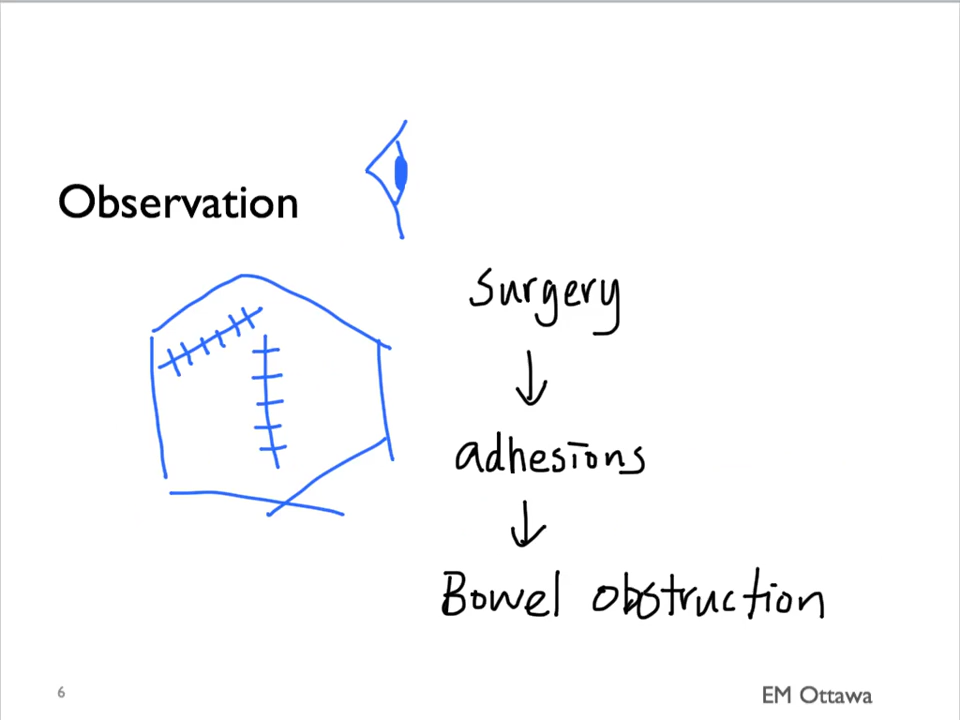 Observation
surgery
↓
adhesions
↓
Bowel obstruction
6
EM Ottawa